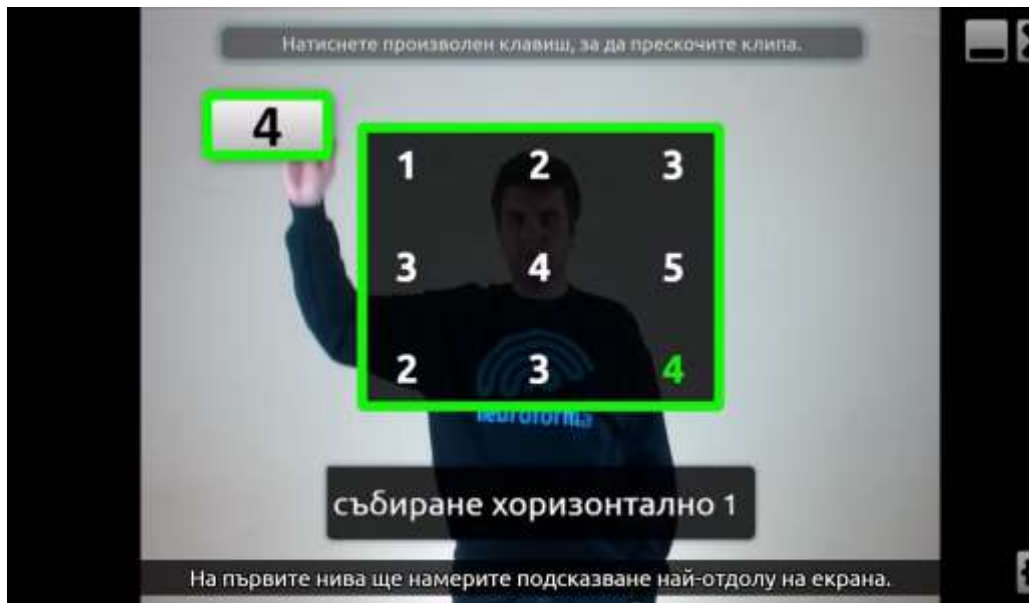 Натиснете произволен клавиш, за да прескочите клипа.
4
1 2 3
3 4 5
2 3 4
neuroforma
събиране хоризонтално 1
На първите нива ще намерите подсказване най-отдолу на екрана.